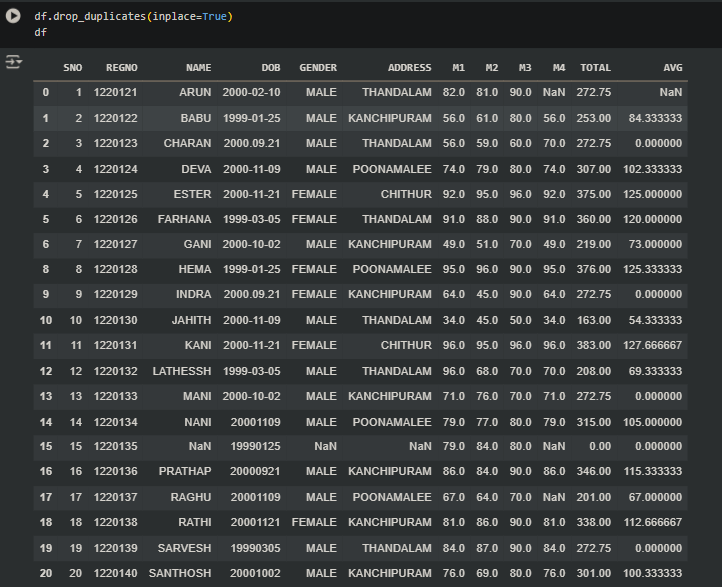 df.drop_duplicates(inplace=True)
df
SNO REGNO NAME DOB GENDER ADDRESS M1 M2 M3 M4 TOTAL AVG
0 1 1220121 ARUN 2000-02-10 MALE THANDALAM 82.0 81.0 90.0 NaN 272.75 NaN
1 2 1220122 BABU 1999-01-25 MALE KANCHIPURAM 56.0 61.0 80.0 56.0 253.00 84.333333
2 3 1220123 CHARAN 2000.09.21 MALE THANDALAM 56.0 59.0 60.0 70.0 272.75 0.000000
3 4 1220124 DEVA 2000-11-09 MALE POONAMALEE 74.0 79.0 80.0 74.0 307.00 102.333333
4 5 1220125 ESTER 2000-11-21 FEMALE CHITHUR 92.0 95.0 96.0 92.0 375.00 125.000000
5 6 1220126 FARHANA 1999-03-05 FEMALE THANDALAM 91.0 88.0 90.0 91.0 360.00 120.000000
6 7 1220127 GANI 2000-10-02 MALE KANCHIPURAM 49.0 51.0 70.0 49.0 219.00 73.000000
8 8 1220128 HEMA 1999-01-25 FEMALE POONAMALEE 95.0 96.0 90.0 95.0 376.00 125.333333
9 9 1220129 INDRA 2000.09.21 FEMALE KANCHIPURAM 64.0 45.0 90.0 64.0 272.75 0.000000
10 10 1220130 JAHITH 2000-11-09 MALE THANDALAM 34.0 45.0 50.0 34.0 163.00 54.333333
11 11 1220131 KANI 2000-11-21 FEMALE CHITHUR 96.0 95.0 96.0 96.0 383.00 127.666667
12 12 1220132 LATHESSH 1999-03-05 MALE THANDALAM 96.0 68.0 70.0 70.0 208.00 69.333333
13 13 1220133 MANI 2000-10-02 MALE KANCHIPURAM 71.0 76.0 70.0 71.0 272.75 0.000000
14 14 1220134 NANI 20001109 MALE POONAMALEE 79.0 77.0 80.0 79.0 315.00 105.000000
15 15 1220135 NaN 19990125 NaN NaN 79.0 84.0 80.0 NaN 0.00 0.000000
16 16 1220136 PRATHAP 20000921 MALE KANCHIPURAM 86.0 84.0 90.0 86.0 346.00 115.333333
17 17 1220137 RAGHU 20001109 MALE POONAMALEE 67.0 64.0 70.0 NaN 201.00 67.000000
18 18 1220138 RATHI 20001121 FEMALE KANCHIPURAM 81.0 86.0 90.0 81.0 338.00 112.666667
19 19 1220139 SARVESH 19990305 MALE THANDALAM 84.0 87.0 90.0 84.0 272.75 0.000000
20 20 1220140 SANTHOSH 20001002 MALE KANCHIPURAM 76.0 69.0 80.0 76.0 301.00 100.333333